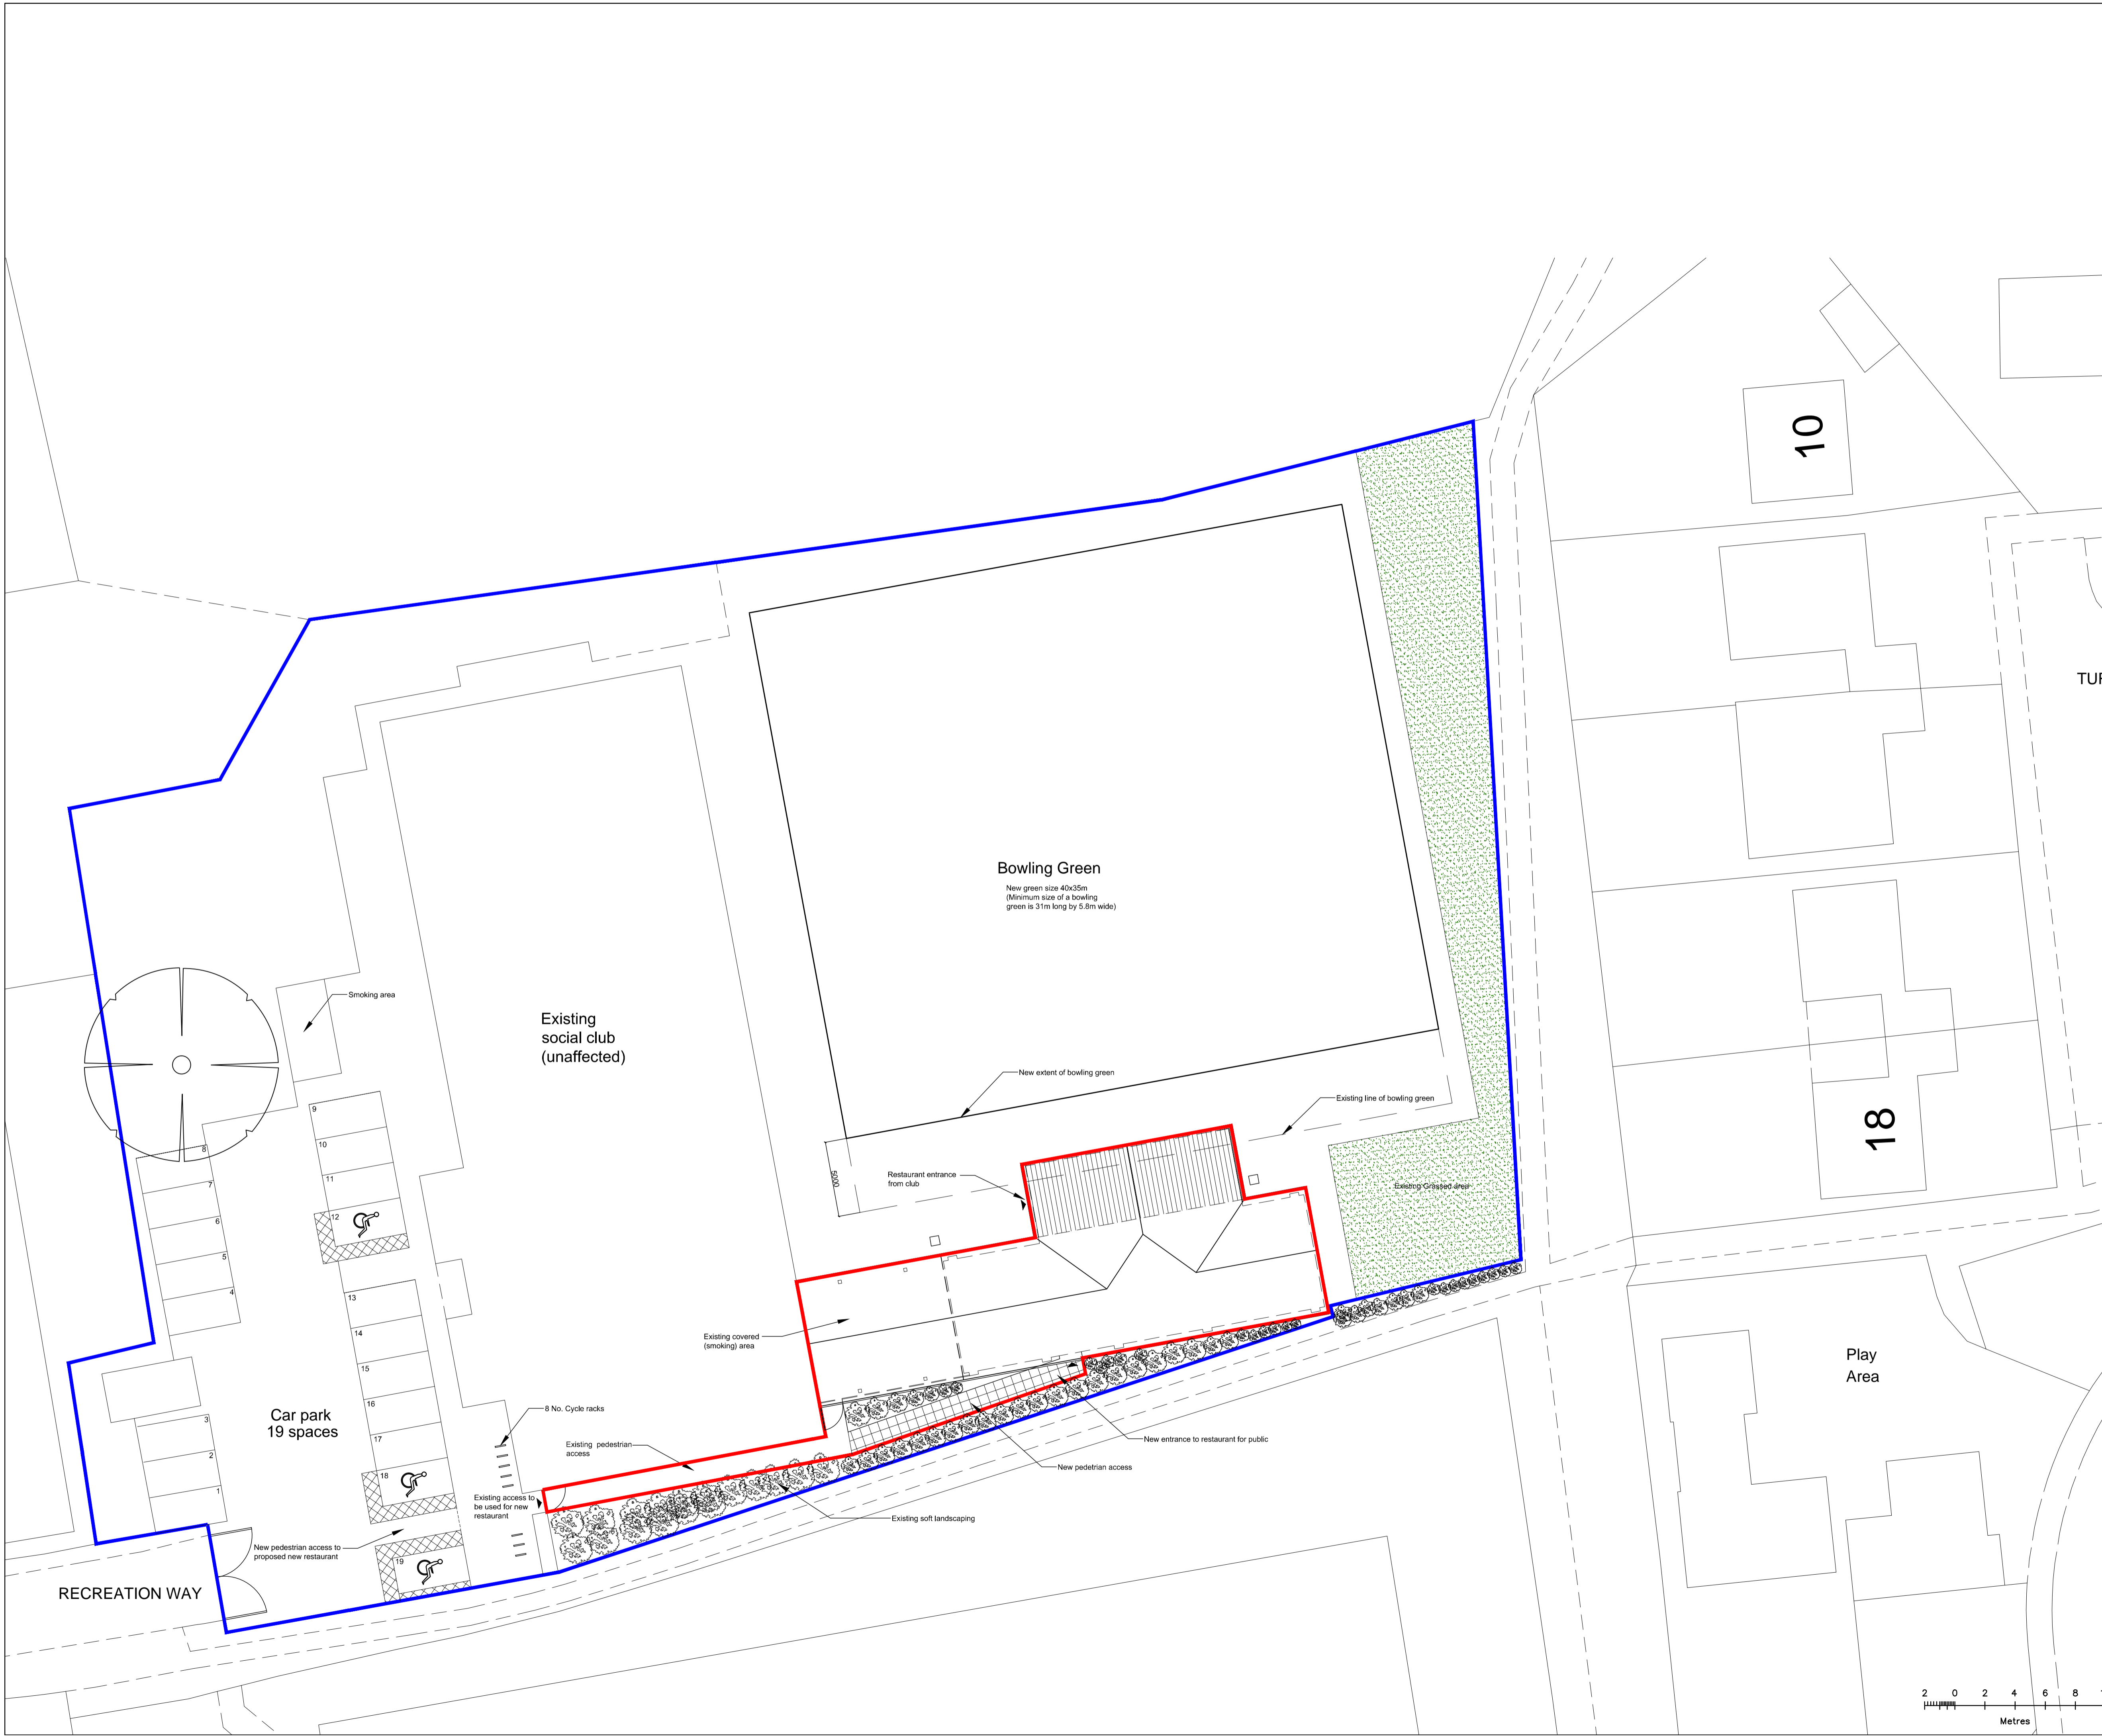 10
TUR
Bowling Green
New green size 40x35m
(Minimum size of a bowling
green is 31m long by 5.8m wide)
Smoking area
Existing
social club
(unaffected)
New extent of bowling green
Existing line of bowling green
9
10
11
12
8
7
6
5
4
5000
Restaurant entrance
from club
Existing Grassed area
18
13
14
15
16
17
18
19
Existing covered
(smoking) area
Play
Area
3
2
1
Car park
19 spaces
8 No. Cycle racks
Existing pedestrian
access
New entrance to restaurant for public
New pedetrian access
Existing access to
be used for new
restaurant
Existing soft landscaping
New pedestrian access to
proposed new restaurant
RECREATION WAY
2 0 2 4 6 8
Metres